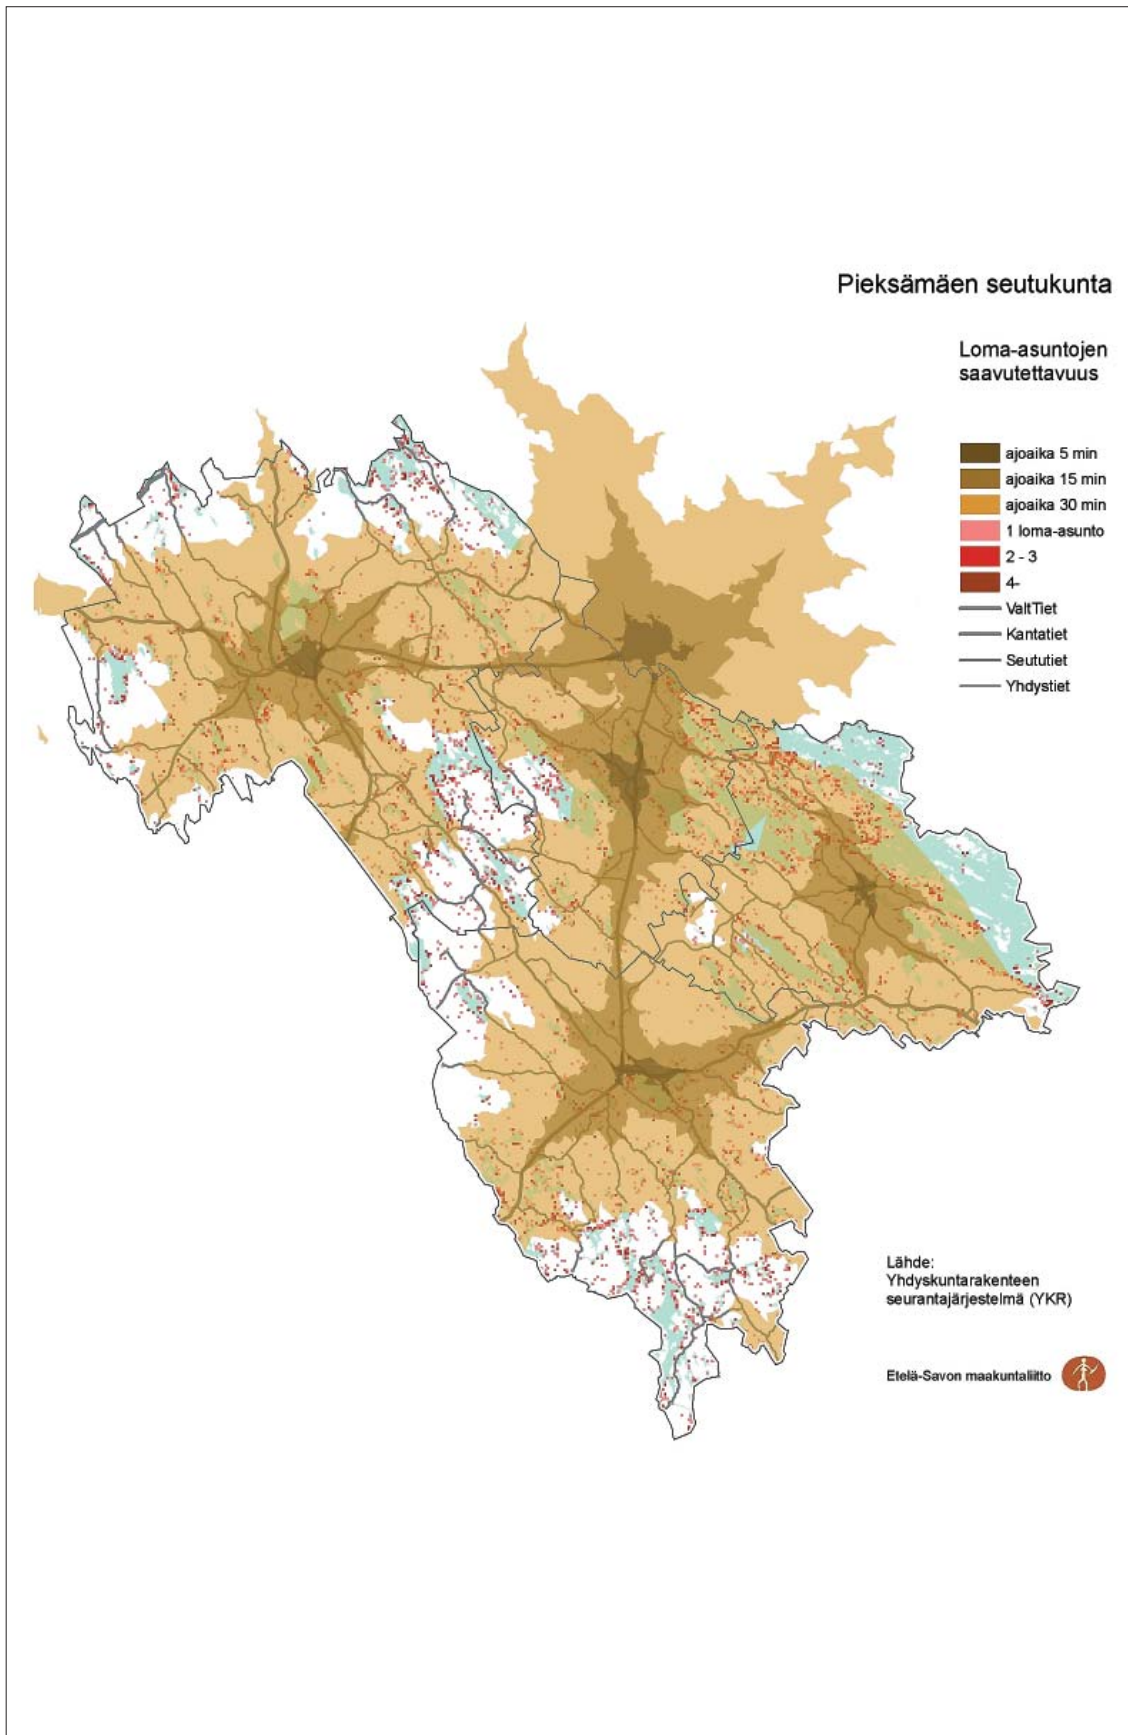 Pieksämäen seutukunta
Loma-asuntojen
saavutettavuus
ajoaika 5 min
ajoaika 15 min
ajoaika 30 min
1 loma-asunto
2 - 3
4-
ValtTiet
Kantatiet
Seututiet
Yhdystiet
Lähde:
Yhdyskuntarakenteen
seurantajärjestelmä (YKR)
Etelä-Savon maakuntaliitto